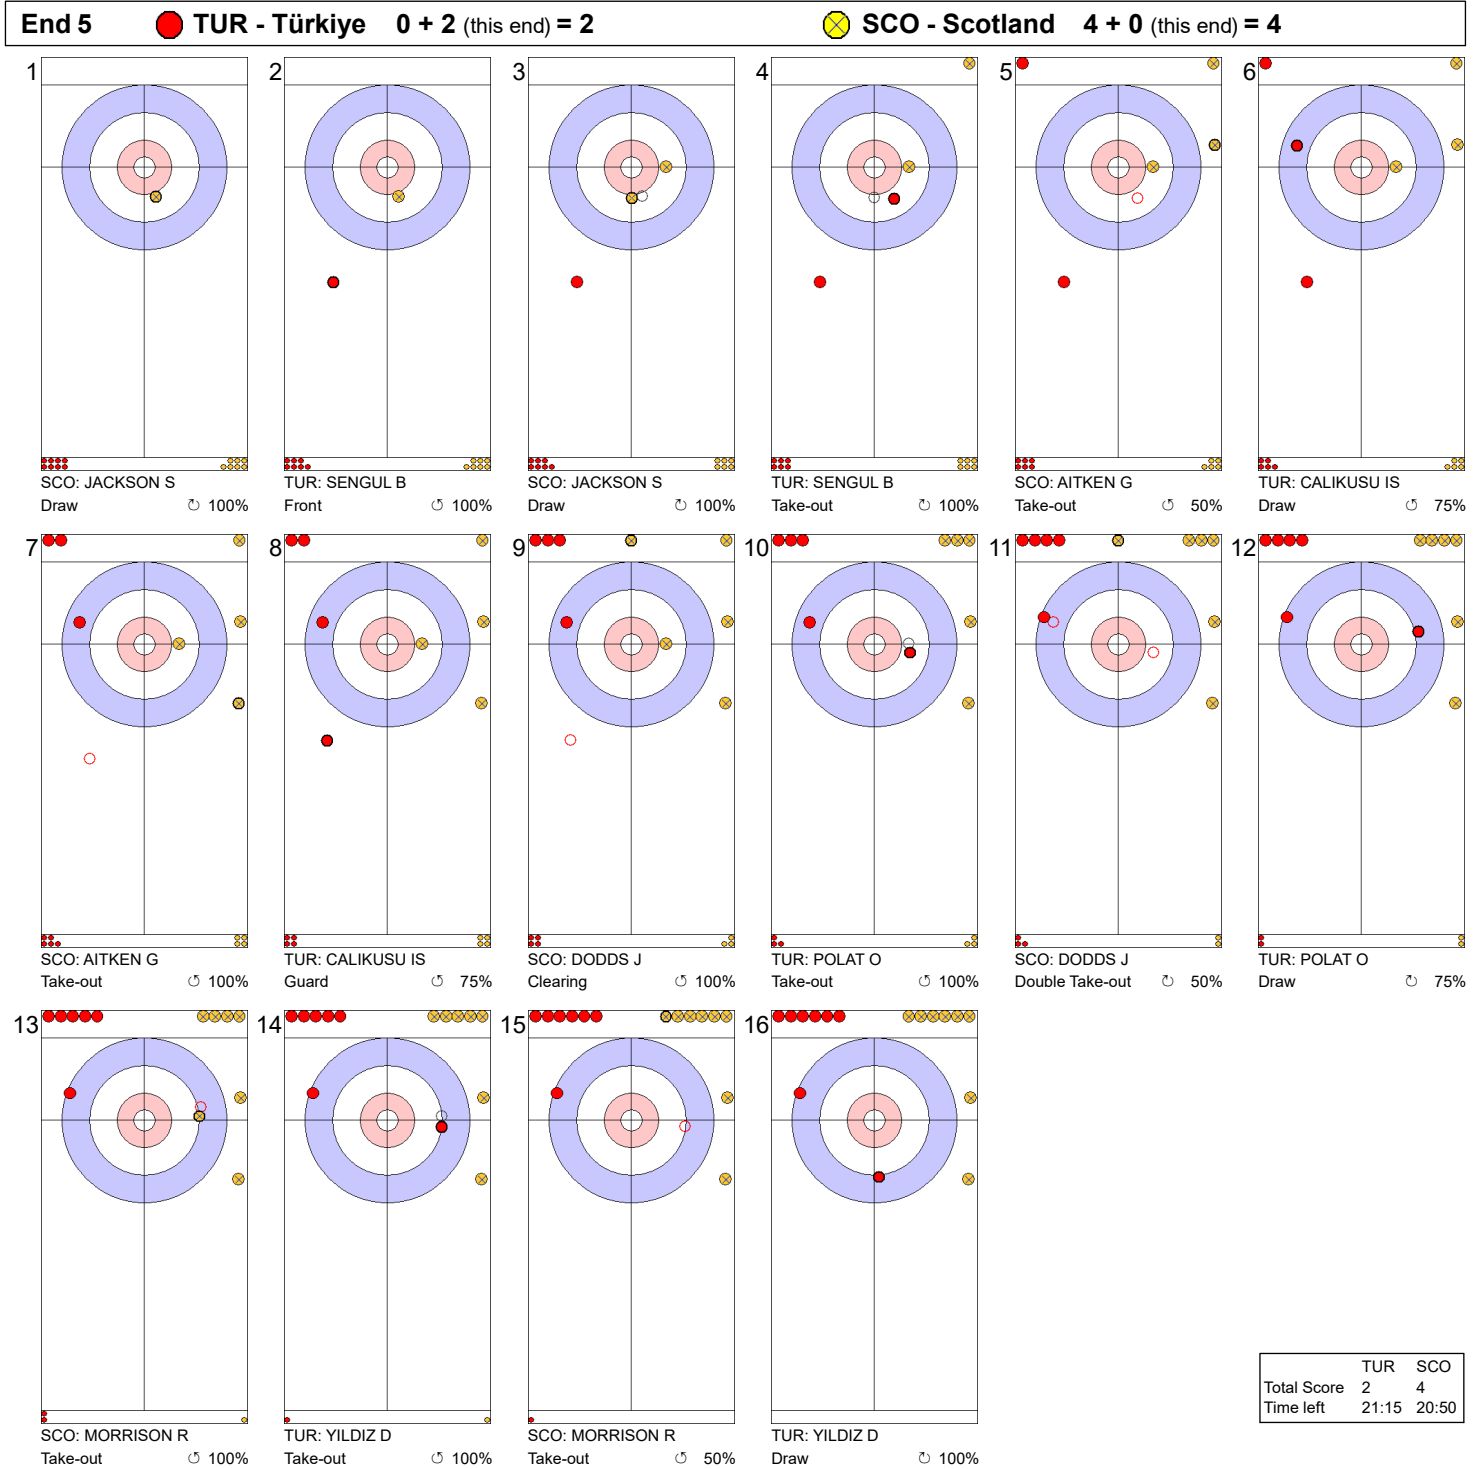 End 5 TUR - Türkiye 0 + 2 (this end) = 2 SCO - Scotland 4 + 0 (this end) = 4
1 2 3 4 5 6
SCO: JACKSON S TUR: SENGUL B SCO: JACKSON S TUR: SENGUL B SCO: AITKEN G TUR: CALIKUSU IS
Draw ↻ 100% Front ↺ 100% Draw ↻ 100% Take-out ↺ 100% Take-out ↺ 50% Draw ↺ 75%
7 8 9 10 11 12
SCO: AITKEN G TUR: CALIKUSU IS SCO: DODDS J TUR: POLAT O SCO: DODDS J TUR: POLAT O
Take-out ↺ 100% Guard ↺ 75% Clearing ↺ 100% Take-out ↻ 100% Double Take-out ↻ 50% Draw ↻ 75%
13 14 15 16
SCO: MORRISON R TUR: YILDIZ D SCO: MORRISON R TUR: YILDIZ D
Take-out ↺ 100% Take-out ↺ 100% Take-out ↺ 50% Draw ↻ 100%
TUR SCO
Total Score 2 4
Time left 21:15 20:50